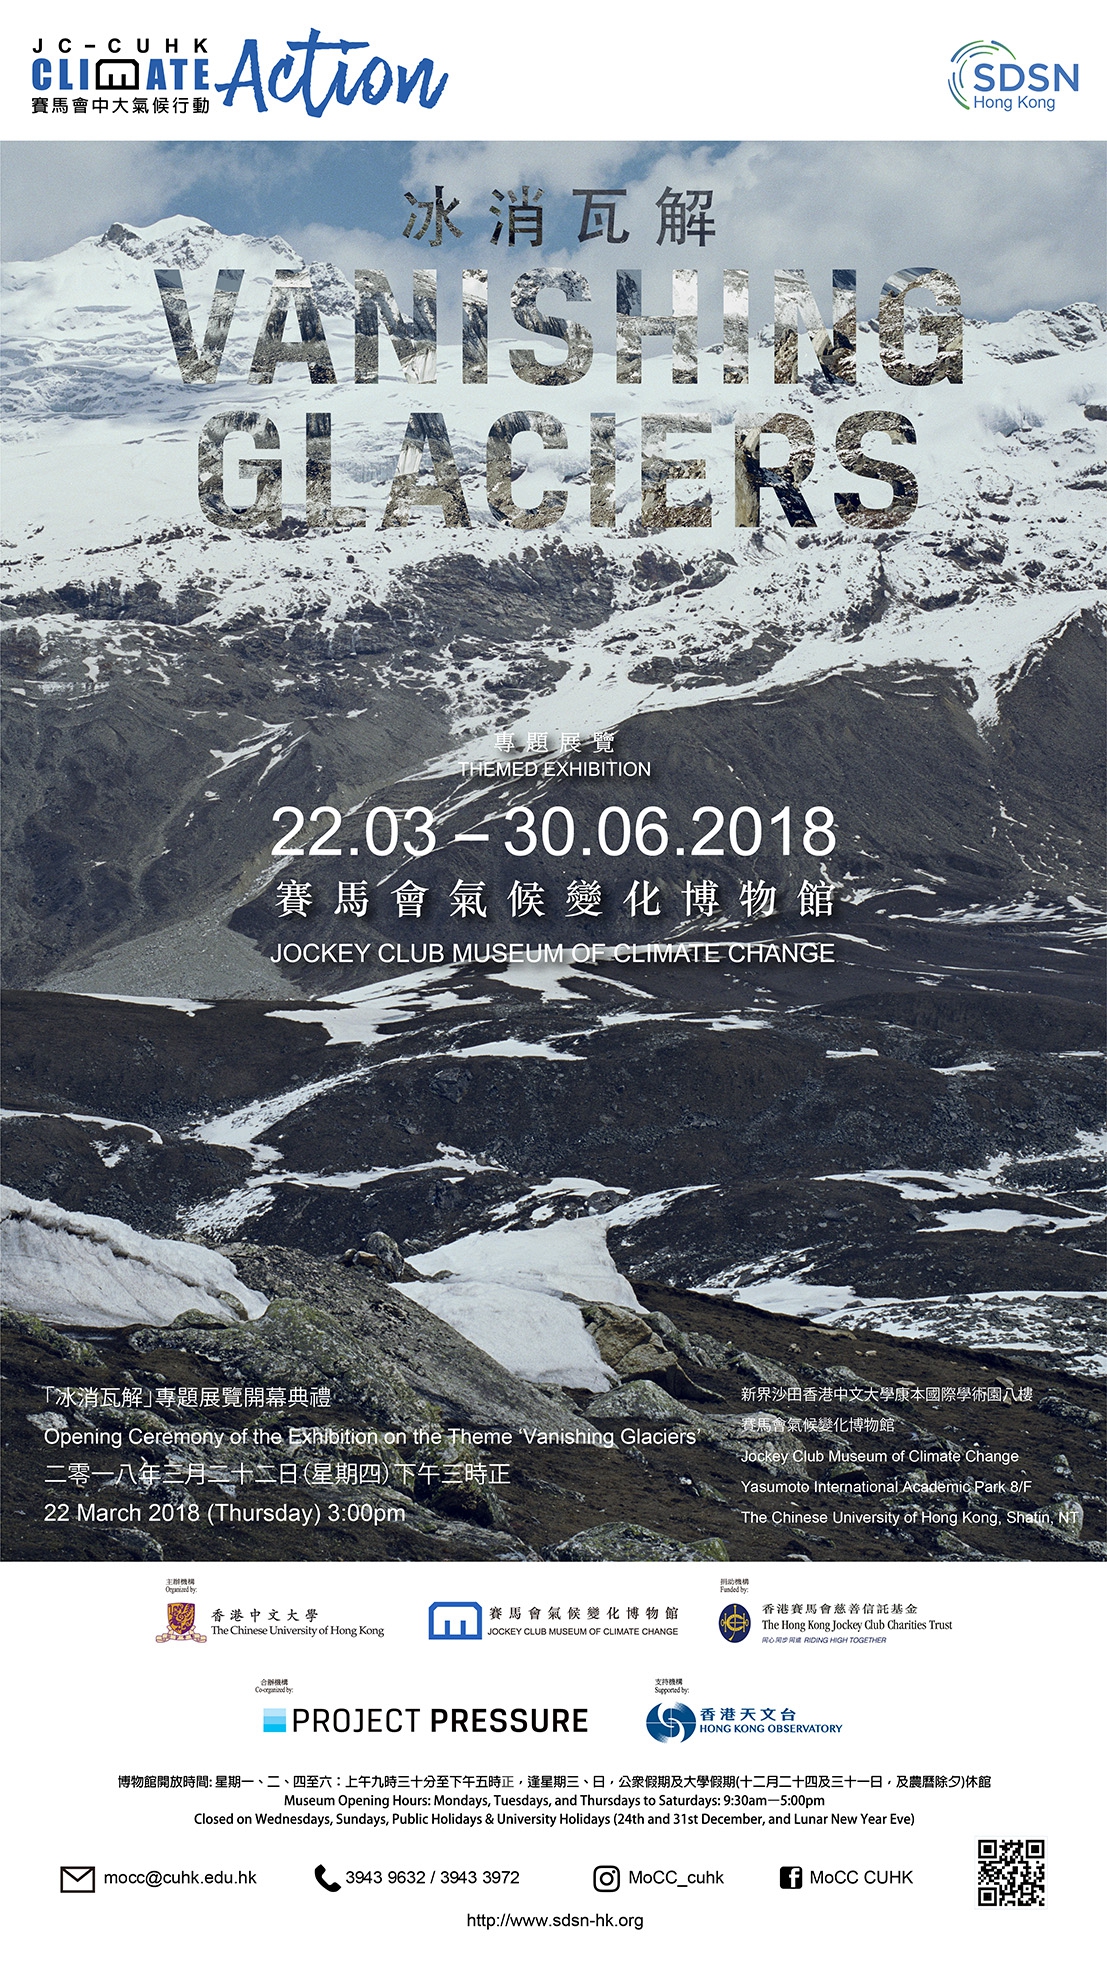 JC-CUHK
CLIMATE Action
賽馬會中大氣候行動
SDSN
Hong Kong
冰消瓦解
VANISHING
GLACIERS
專題展覽
THEMED EXHIBITION
22.03 – 30.06.2018
賽馬會氣候變化博物館
JOCKEY CLUB MUSEUM OF CLIMATE CHANGE
「冰消瓦解」專題展覽開幕典禮
Opening Ceremony of the Exhibition on the Theme ‘Vanishing Glaciers’
二零一八年三月二十二日(星期四)下午三時正
22 March 2018 (Thursday) 3:00pm
新界沙田香港中文大學康本國際學術園八樓
賽馬會氣候變化博物館
Jockey Club Museum of Climate Change
Yasumoto International Academic Park 8/F
The Chinese University of Hong Kong, Shatin, NT
主辦機構
Organized by:
香港中文大學
The Chinese University of Hong Kong
賽馬會氣候變化博物館
JOCKEY CLUB MUSEUM OF CLIMATE CHANGE
捐助機構
Funded by:
香港賽馬會慈善信託基金
The Hong Kong Jockey Club Charities Trust
同心同步同進 RIDING HIGH TOGETHER
合辦機構
Co-organized by:
PROJECT PRESSURE
支持機構
Supported by:
香港天文台
HONG KONG OBSERVATORY
博物館開放時間: 星期一、二、四至六：上午九時三十分至下午五時正，逢星期三、日，公眾假期及大學假期(十二月二十四及三十一日，及農曆除夕)休館
Museum Opening Hours: Mondays, Tuesdays, and Thursdays to Saturdays: 9:30am—5:00pm
Closed on Wednesdays, Sundays, Public Holidays & University Holidays (24th and 31st December, and Lunar New Year Eve)
mocc@cuhk.edu.hk
3943 9632 / 3943 3972
MoCC_cuhk
MoCC CUHK
http://www.sdsn-hk.org